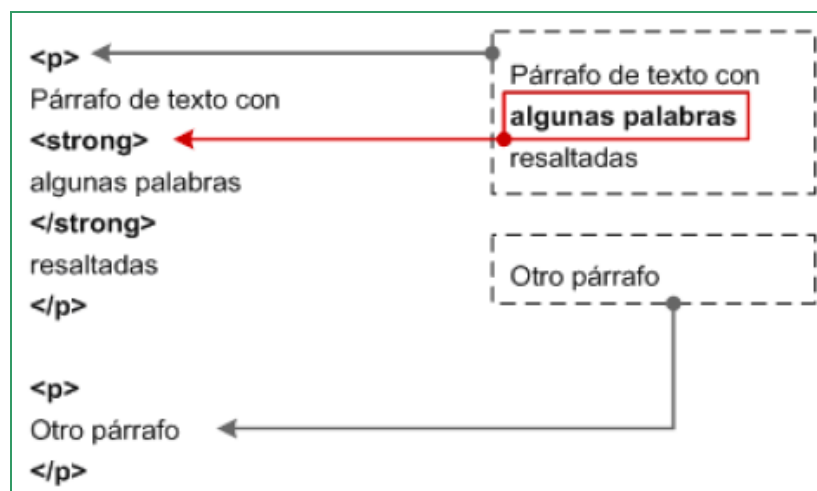 <p>
Párrafo de texto con
<strong>
algunas palabras
</strong>
resaltadas
</p>
<p>
Otro párrafo
</p>
Párrafo de texto con
algunas palabras
resaltadas
Otro párrafo